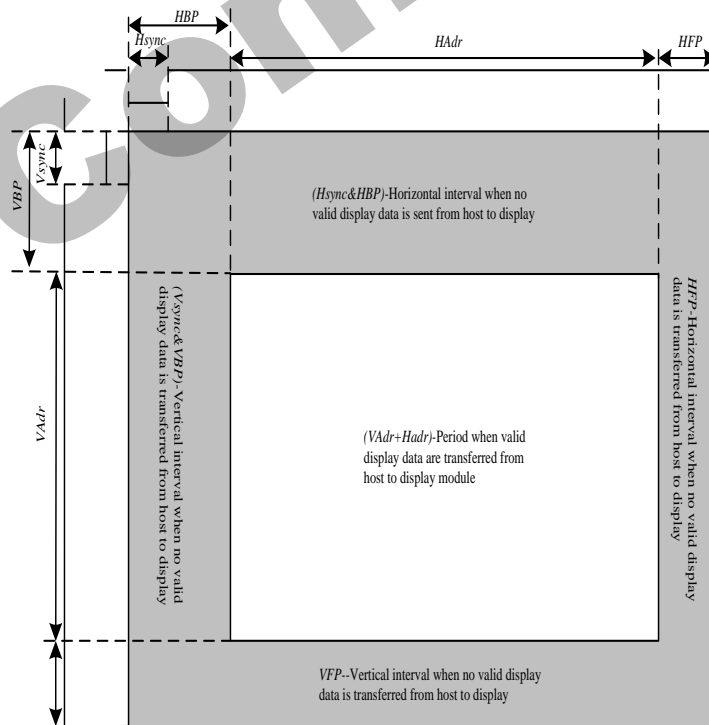 HBP
Hsync
HAdr
HFP
Vsync
VBP
(Hsync&HBP)-Horizontal interval when no
valid display data is sent from host to display
HFP-Horizontal interval when no valid display
data is transferred from host to display
(Vsync&VBP)-Vertical interval when no valid
display data is transferred from host to display
VAdr
(VAdr+Hadr)-Period when valid
display data are transferred from
host to display module
VFP--Vertical interval when no valid display
data is transferred from host to display
Com